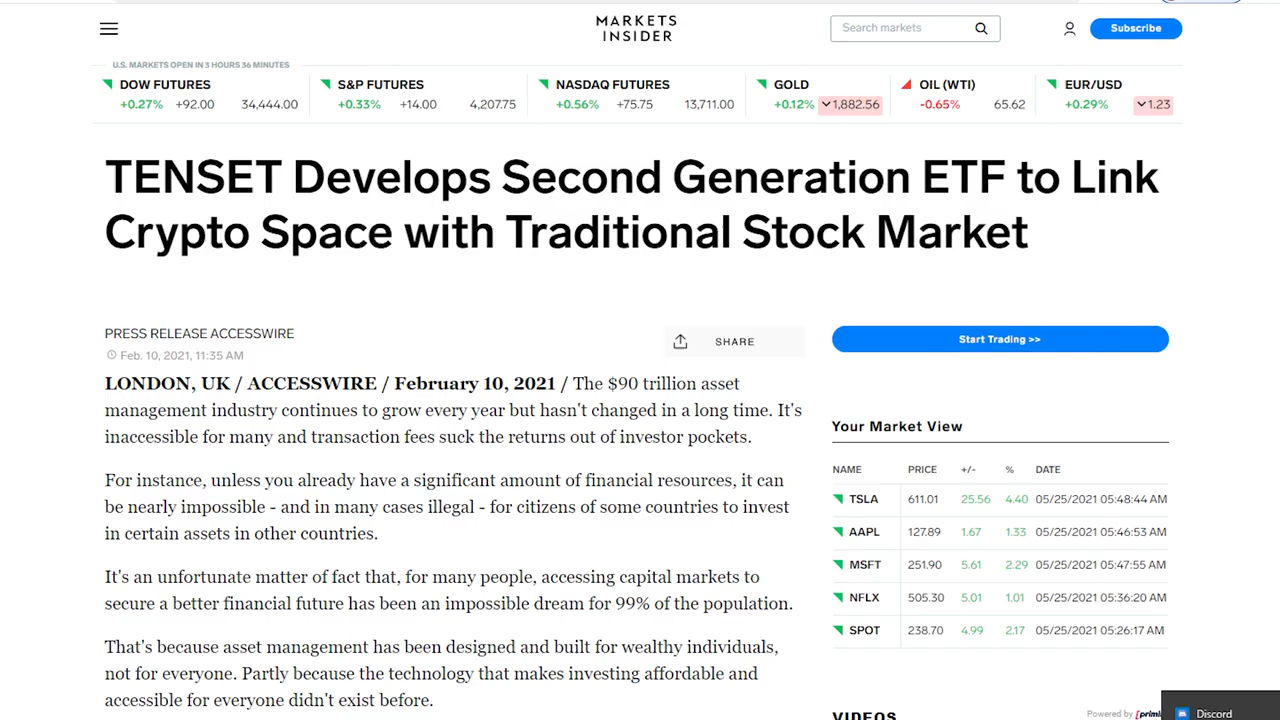 MARKETS
INSIDER
Search markets
Subscribe
U.S. MARKETS OPEN IN 3 HOURS 36 MINUTES
DOW FUTURES
+0.27% +92.00 34,444.00
S&P FUTURES
+0.33% +14.00 4,207.75
NASDAQ FUTURES
+0.56% +75.75 13,711.00
GOLD
+0.12% 1,882.56
OIL (WTI)
-0.65% 65.62
EUR/USD
+0.29% 1.23
TENSET Develops Second Generation ETF to Link
Crypto Space with Traditional Stock Market
PRESS RELEASE ACCESSWIRE
Feb. 10, 2021, 11:35 AM
SHARE
LONDON, UK / ACCESSWIRE / February 10, 2021 / The $90 trillion asset
management industry continues to grow every year but hasn't changed in a long time. It's
inaccessible for many and transaction fees suck the returns out of investor pockets.
For instance, unless you already have a significant amount of financial resources, it can
be nearly impossible - and in many cases illegal - for citizens of some countries to invest
in certain assets in other countries.
It's an unfortunate matter of fact that, for many people, accessing capital markets to
secure a better financial future has been an impossible dream for 99% of the population.
That's because asset management has been designed and built for wealthy individuals,
not for everyone. Partly because the technology that makes investing affordable and
accessible for everyone didn't exist before.
Start Trading >>
Your Market View
NAME PRICE +/- % DATE
TSLA 611.01 25.56 4.40 05/25/2021 05:48:44 AM
AAPL 127.89 1.67 1.33 05/25/2021 05:46:53 AM
MSFT 251.90 5.61 2.29 05/25/2021 05:47:55 AM
NFLX 505.30 5.01 1.01 05/25/2021 05:36:20 AM
SPOT 238.70 4.99 2.17 05/25/2021 05:26:17 AM
VIDEOS
Powered by
Discord